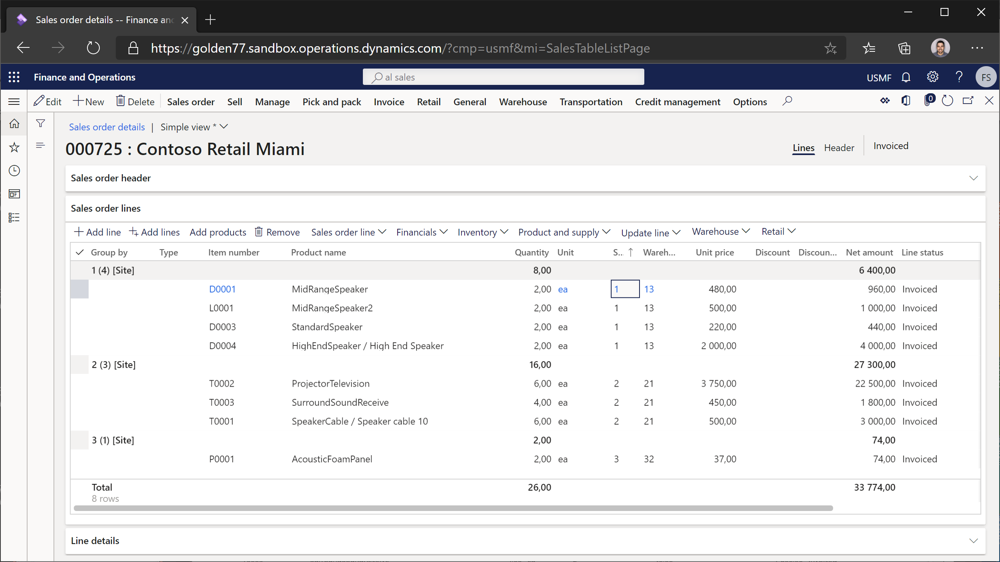 Sales order details -- Finance and
https://golden77.sandbox.operations.dynamics.com/?cmp=usmf&mi=SalesTableListPage
Finance and Operations
al sales
USMF
?
FS
Edit New Delete Sales order Sell Manage Pick and pack Invoice Retail General Warehouse Transportation Credit management Options 0
Sales order details | Simple view *
000725 : Contoso Retail Miami
Lines Header Invoiced
Sales order header
Sales order lines
Add line Add lines Add products Remove Sales order line Financials Inventory Product and supply Update line Warehouse Retail
Group by Type Item number Product name Quantity Unit S... Wareh... Unit price Discount Discoun... Net amount Line status
1 (4) [Site] 8,00 6 400,00
D0001 MidRangeSpeaker 2,00 ea 1 13 480,00 960,00 Invoiced
L0001 MidRangeSpeaker2 2,00 ea 1 13 500,00 1 000,00 Invoiced
D0003 StandardSpeaker 2,00 ea 1 13 220,00 440,00 Invoiced
D0004 HighEndSpeaker / High End Speaker 2,00 ea 1 13 2 000,00 4 000,00 Invoiced
2 (3) [Site] 16,00 27 300,00
T0002 ProjectorTelevision 6,00 ea 2 21 3 750,00 22 500,00 Invoiced
T0003 SurroundSoundReceive 4,00 ea 2 21 450,00 1 800,00 Invoiced
T0001 SpeakerCable / Speaker cable 10 6,00 ea 2 21 500,00 3 000,00 Invoiced
3 (1) [Site] 2,00 74,00
P0001 AcousticFoamPanel 2,00 ea 3 32 37,00 74,00 Invoiced
Total 26,00 33 774,00
8 rows
Line details